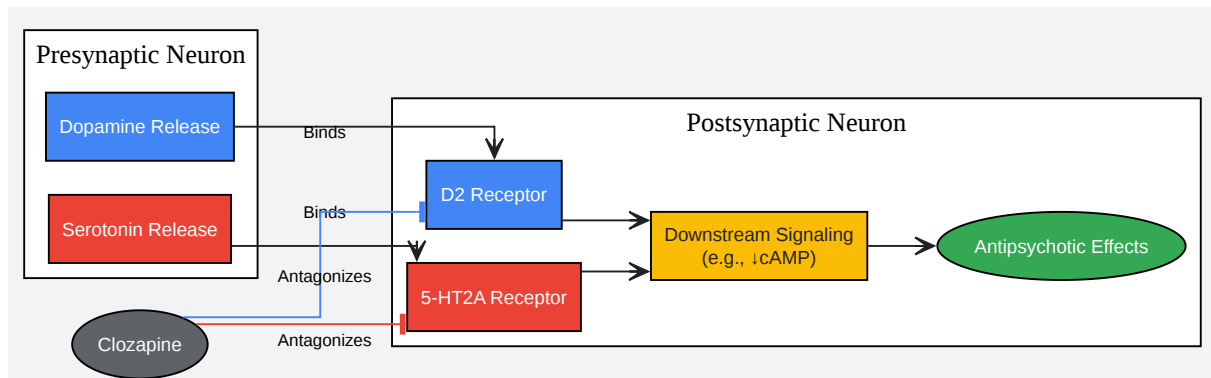 Presynaptic Neuron
Dopamine Release
Serotonin Release
Binds
Binds
Antagonizes
Antagonizes
Clozapine
Postsynaptic Neuron
D2 Receptor
5-HT2A Receptor
Downstream Signaling
(e.g., ↓cAMP)
Antipsychotic Effects